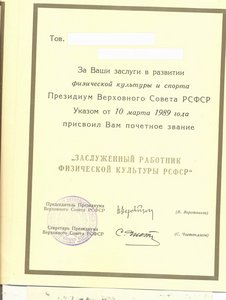 Тов.
За Ваши заслуги в развитии
физической культуры и спорта
Президиум Верховного Совета РСФСР
Указом от 10 марта 1989 года
присвоил Вам почетное звание
"ЗАСЛУЖЕННЫЙ РАБОТНИК
ФИЗИЧЕСКОЙ КУЛЬТУРЫ РСФСР"
Председатель Президиума
Верховного Совета РСФСР
(В. Воротников)
Секретарь Президиума
Верховного Совета РСФСР